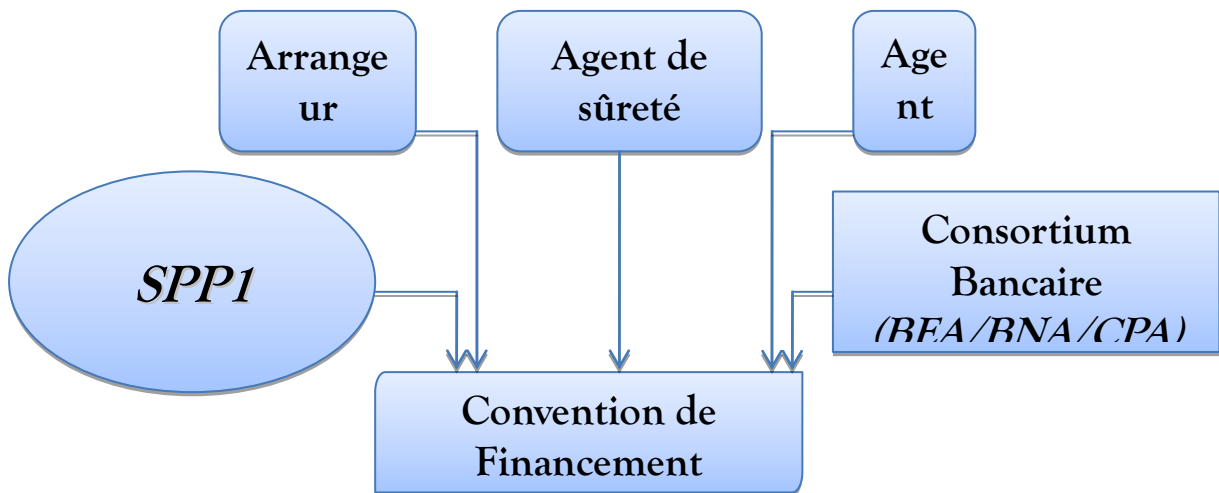 Arrange
ur
Agent de
sûreté
Age
nt
SPP1
Consortium
Bancaire
(BEA/BNA/CPA)
Convention de
Financement